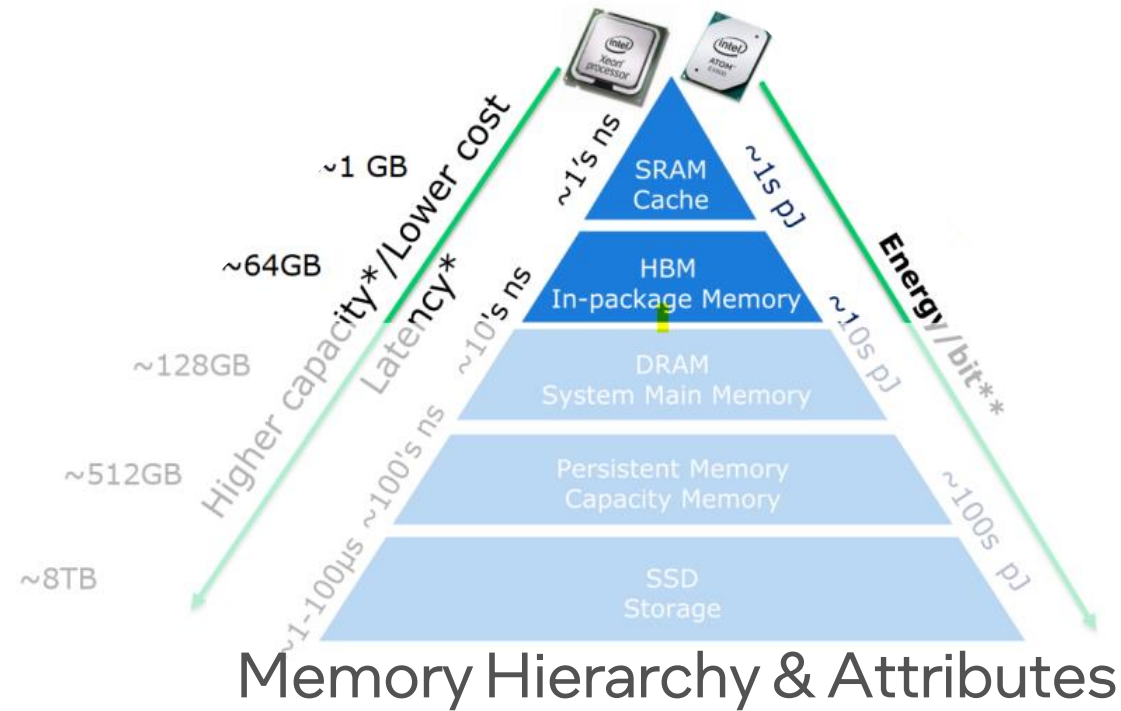 intel
Xeon
processor
intel
ATOM
~1 GB
~64GB
~128GB
~512GB
~8TB
Higher capacity*/Lower cost
Latency*
~1's ns
~10's ns
~100's ns
~1-100µs
SRAM
Cache
HBM
In-package Memory
DRAM
System Main Memory
Persistent Memory
Capacity Memory
SSD
Storage
~1s pJ
~10s pJ
~100s pJ
Energy/bit**
Memory Hierarchy & Attributes